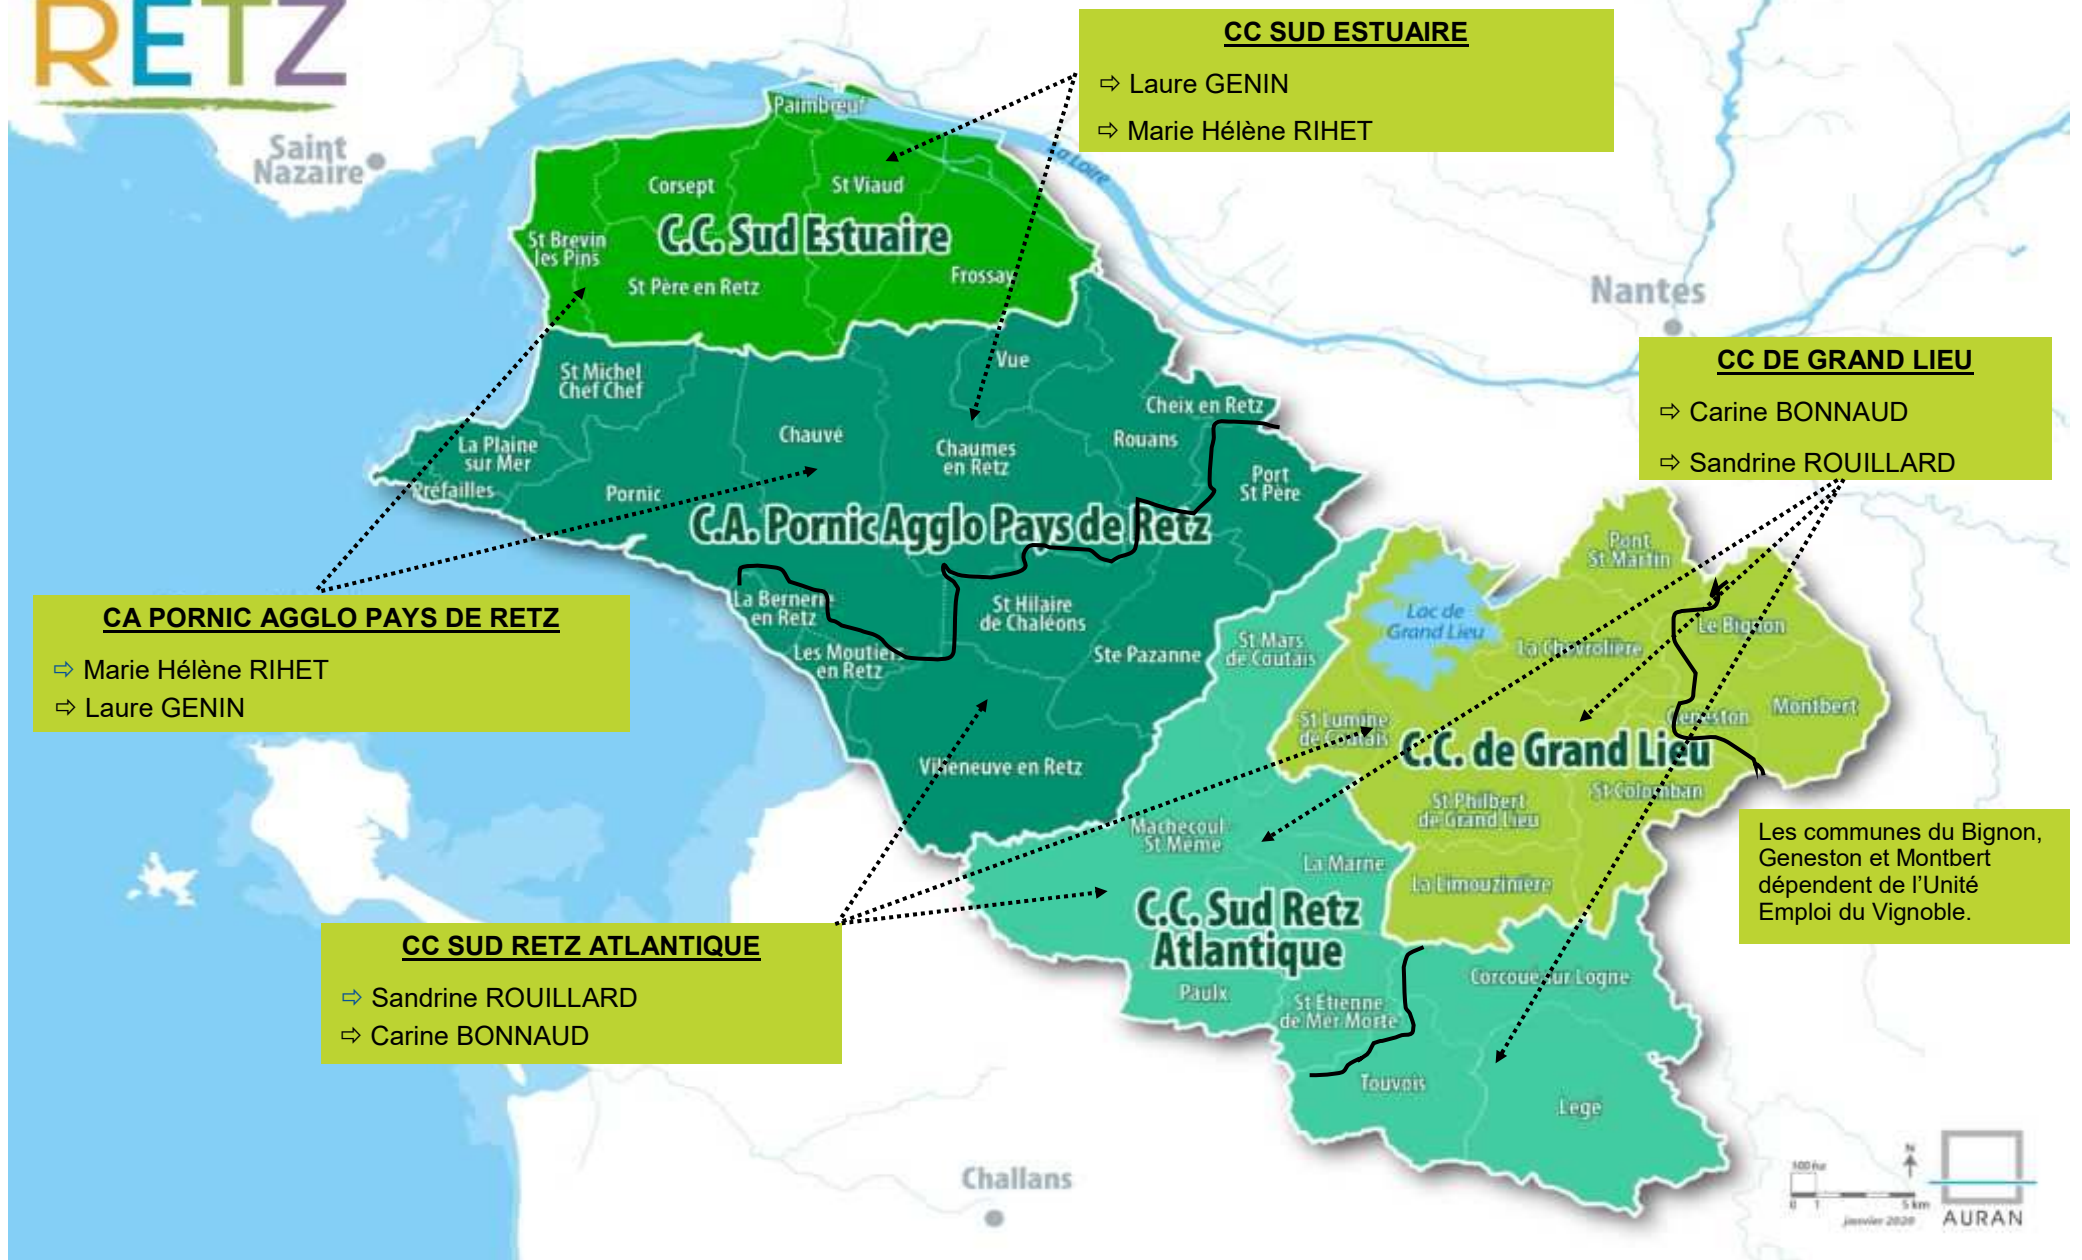 RETZ
CC SUD ESTUAIRE
⇨ Laure GENIN
⇨ Marie Hélène RIHET
Saint
Nazaire
Paimbœuf
La Loire
Corsept
St Viaud
C.C. Sud Estuaire
St Brevin
les Pins
St Père en Retz
Frossay
Nantes
CC DE GRAND LIEU
⇨ Carine BONNAUD
⇨ Sandrine ROUILLARD
St Michel
Chef Chef
Vue
Cheix en Retz
La Plaine
sur Mer
Chauvé
Chaumes
en Retz
Rouans
Préfailles
Pornic
Port
St Père
C.A. Pornic Agglo Pays de Retz
Pont
St Martin
CA PORNIC AGGLO PAYS DE RETZ
⇨ Marie Hélène RIHET
⇨ Laure GENIN
La Bernerie
en Retz
St Hilaire
de Chaléons
Lac de
Grand Lieu
Le Bignon
Les Moutiers
en Retz
Ste Pazanne
St Mars
de Coutais
La Chevrolière
St Lumine
de Coutais
Geneston
Montbert
C.C. de Grand Lieu
Villeneuve en Retz
St Philbert
de Grand Lieu
St Colomban
Machecoul
St Même
La Marne
La Limouzinière
Les communes du Bignon,
Geneston et Montbert
dépendent de l’Unité
Emploi du Vignoble.
C.C. Sud Retz
Atlantique
CC SUD RETZ ATLANTIQUE
⇨ Sandrine ROUILLARD
⇨ Carine BONNAUD
Paulx
St Etienne
de Mer Morte
Corcoué sur Logne
Touvois
Legé
Challans
N
0 1 5 km
janvier 2020
AURAN